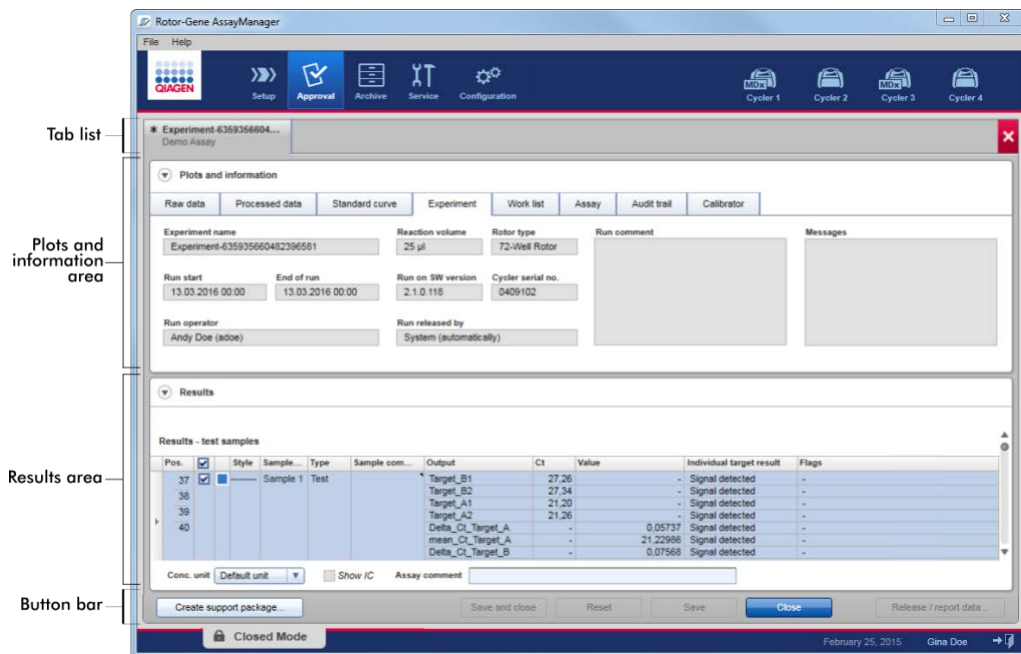 Rotor-Gene AssayManager
File Help
QIAGEN
Setup Approval Archive Service Configuration
MDx Cycler 1 Cycler 2 MDx Cycler 3 Cycler 4
Tab list
* Experiment-6359356604...
Demo Assay
Plots and information
Raw data Processed data Standard curve Experiment Work list Assay Audit trail Calibrator
Plots and
information
area
Experiment name Reaction volume Rotor type Run comment Messages
Experiment-635935660482396581 25 µl 72-Well Rotor
Run start End of run Run on SW version Cycler serial no.
13.03.2016 00:00 13.03.2016 00:00 2.1.0.116 0409102
Run operator Run released by
Andy Doe (adoe) System (automatically)
Results
Results area
Results - test samples
Pos. Style Sample... Type Sample com... Output Ct Value Individual target result Flags
37 Sample 1 Test Target_B1 27,26 - Signal detected -
38 Target_B2 27,34 - Signal detected -
39 Target_A1 21,20 - Signal detected -
40 Target_A2 21,26 - Signal detected -
Delta_Ct_Target_A - 0,05737 Signal detected -
mean_Ct_Target_A - 21,22986 Signal detected -
Delta_Ct_Target_B - 0,07568 Signal detected -
Conc. unit Default unit Show IC Assay comment
Button bar
Create support package... Save and close Reset Save Close Release / report data...
Closed Mode
February 25, 2015 Gina Doe